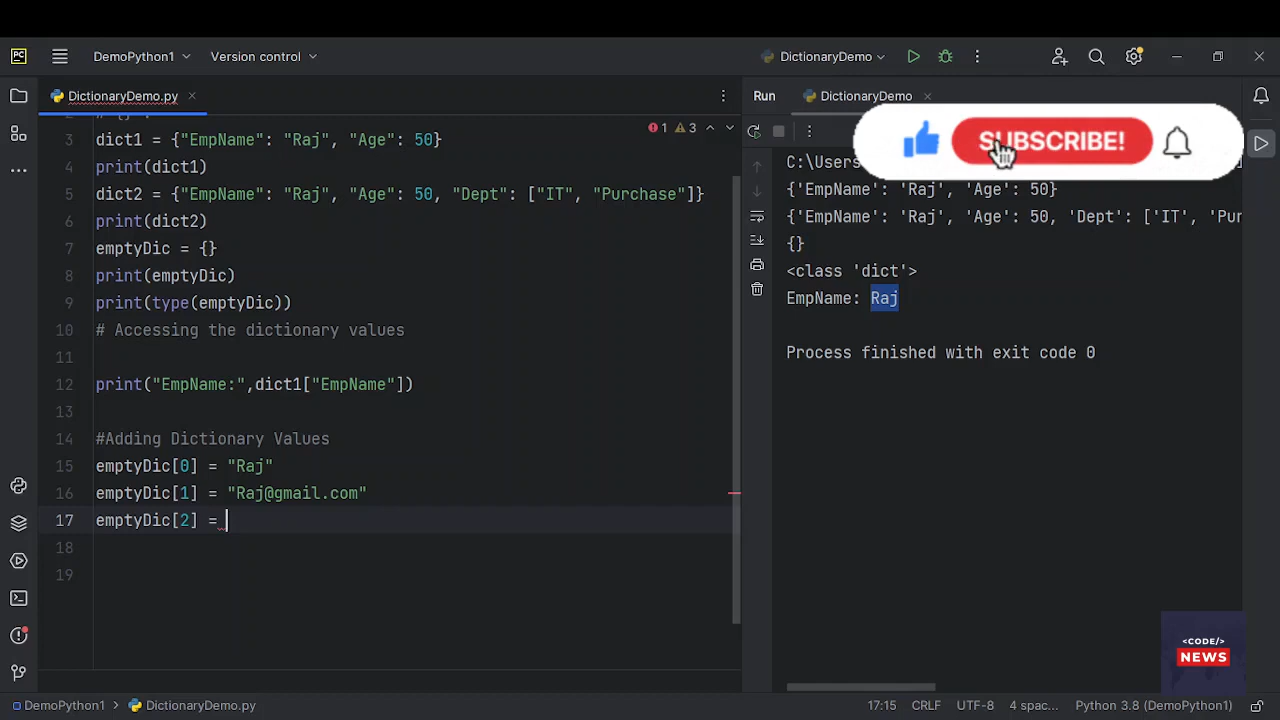 PC
DemoPython1
Version control
DictionaryDemo
DictionaryDemo.py
Run
DictionaryDemo
1
3
SUBSCRIBE!
3 dict1 = {"EmpName": "Raj", "Age": 50}
4 print(dict1)
5 dict2 = {"EmpName": "Raj", "Age": 50, "Dept": ["IT", "Purchase"]}
6 print(dict2)
7 emptyDic = {}
8 print(emptyDic)
9 print(type(emptyDic))
10 # Accessing the dictionary values
11
12 print("EmpName:",dict1["EmpName"])
13
14 #Adding Dictionary Values
15 emptyDic[0] = "Raj"
16 emptyDic[1] = "Raj@gmail.com"
17 emptyDic[2] =
18
19
C:\Users
{'EmpName': 'Raj', 'Age': 50}
{'EmpName': 'Raj', 'Age': 50, 'Dept': ['IT', 'Pur
{}
<class 'dict'>
EmpName: Raj
Process finished with exit code 0
<CODE/>
NEWS
DemoPython1
DictionaryDemo.py
17:15
CRLF
UTF-8
4 spac...
Python 3.8 (DemoPython1)